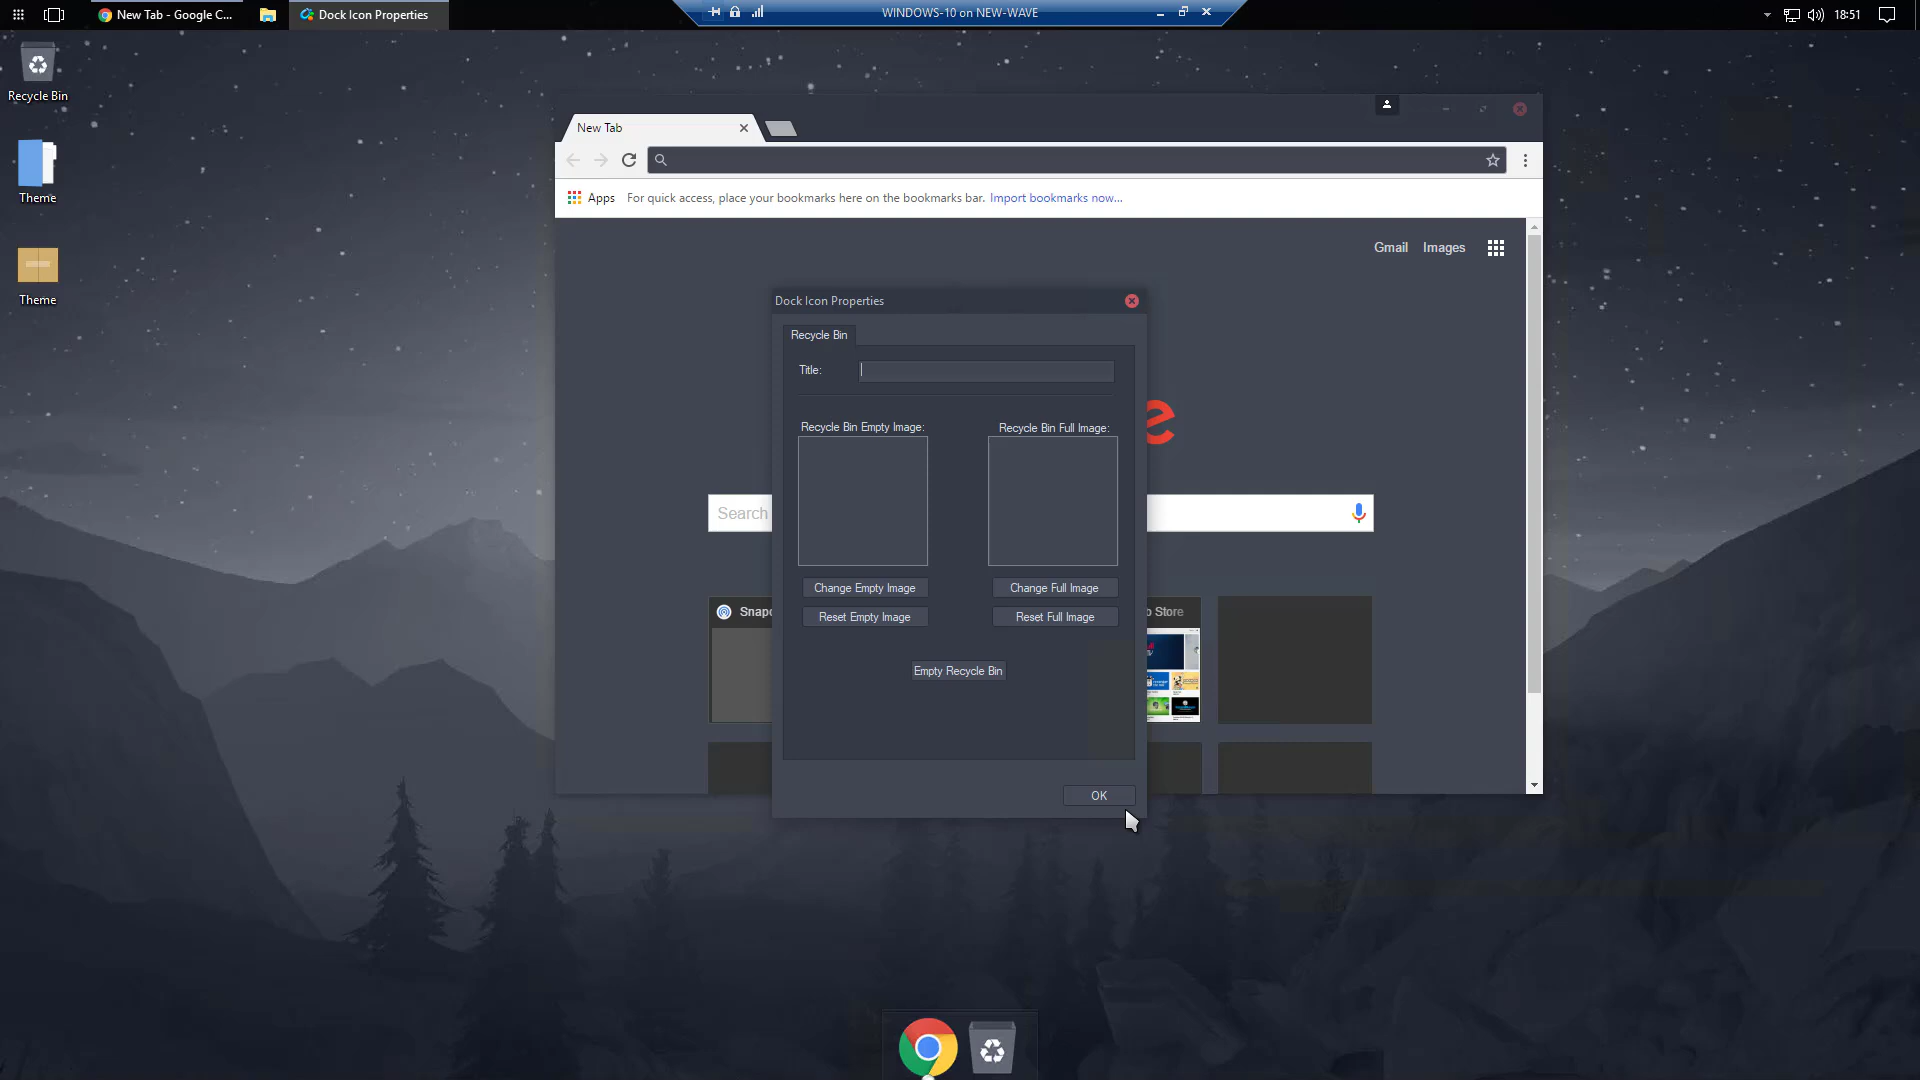 New Tab - Google C...
Dock Icon Properties
WINDOWS-10 on NEW-WAVE
18:51
Recycle Bin
Theme
Theme
New Tab
Apps
For quick access, place your bookmarks here on the bookmarks bar.
Import bookmarks now...
Gmail
Images
e
Search
Snap
o Store
Dock Icon Properties
Recycle Bin
Title:
Recycle Bin Empty Image:
Recycle Bin Full Image:
Change Empty Image
Change Full Image
Reset Empty Image
Reset Full Image
Empty Recycle Bin
OK